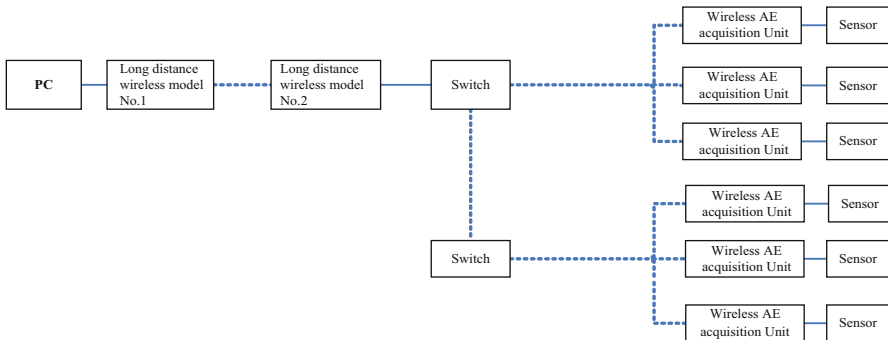 PC
Long distance
wireless model
No.1
Long distance
wireless model
No.2
Switch
Wireless AE
acquisition Unit
Sensor
Wireless AE
acquisition Unit
Sensor
Wireless AE
acquisition Unit
Sensor
Switch
Wireless AE
acquisition Unit
Sensor
Wireless AE
acquisition Unit
Sensor
Wireless AE
acquisition Unit
Sensor